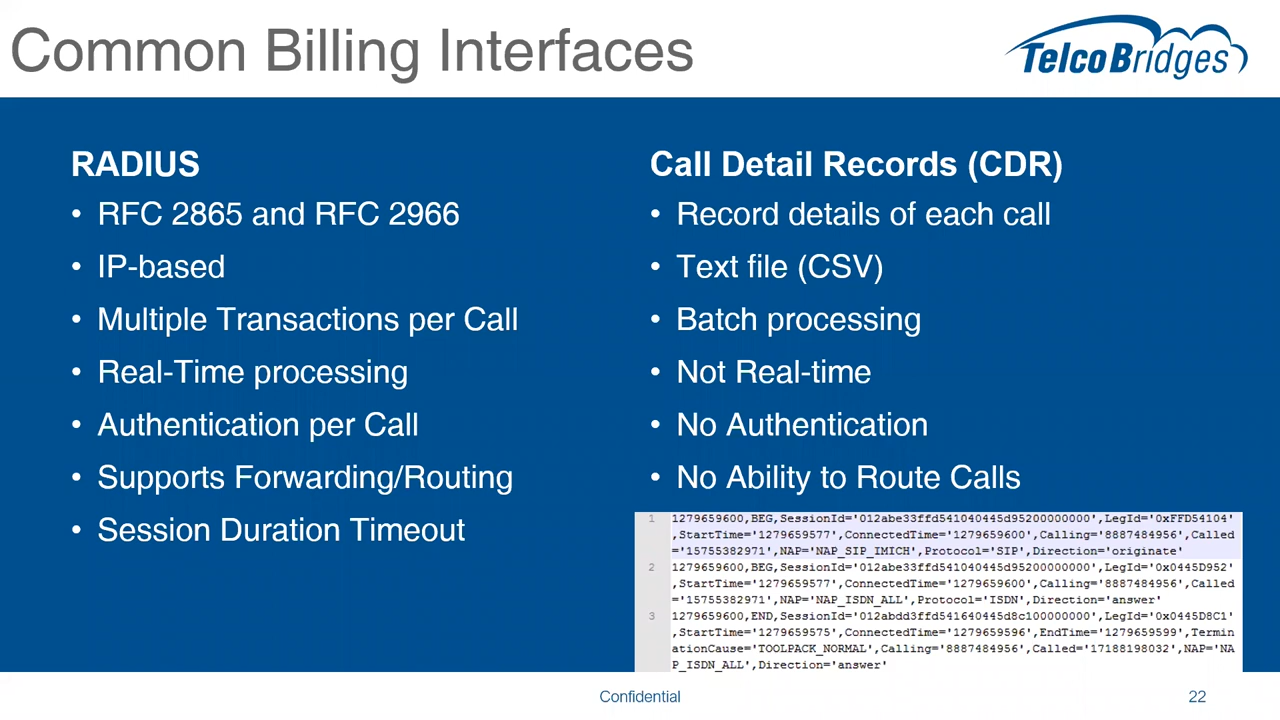 Common Billing Interfaces
TelcoBridges
RADIUS
• RFC 2865 and RFC 2966
• IP-based
• Multiple Transactions per Call
• Real-Time processing
• Authentication per Call
• Supports Forwarding/Routing
• Session Duration Timeout
Call Detail Records (CDR)
• Record details of each call
• Text file (CSV)
• Batch processing
• Not Real-time
• No Authentication
• No Ability to Route Calls
1 1279659600,BEG,SessionId='012abe33ffd541040445d95200000000',LegId='0xFFD54104'
,StartTime='1279659577',ConnectedTime='1279659600',Calling='8887484956',Called
='15755382971',NAP='NAP_SIP_IMICH',Protocol='SIP',Direction='originate'
2 1279659600,BEG,SessionId='012abe33ffd541040445d95200000000',LegId='0x0445D952'
,StartTime='1279659577',ConnectedTime='1279659600',Calling='8887484956',Called
='15755382971',NAP='NAP_ISDN_ALL',Protocol='ISDN',Direction='answer'
3 1279659600,END,SessionId='012abdd3ffd541640445d8c100000000',LegId='0x0445D8C1'
,StartTime='1279659575',ConnectedTime='1279659596',EndTime='1279659599',Termin
ationCause='TOOLPACK_NORMAL',Calling='8887484956',Called='17188198032',NAP='NA
P_ISDN_ALL',Direction='answer'
Confidential
22